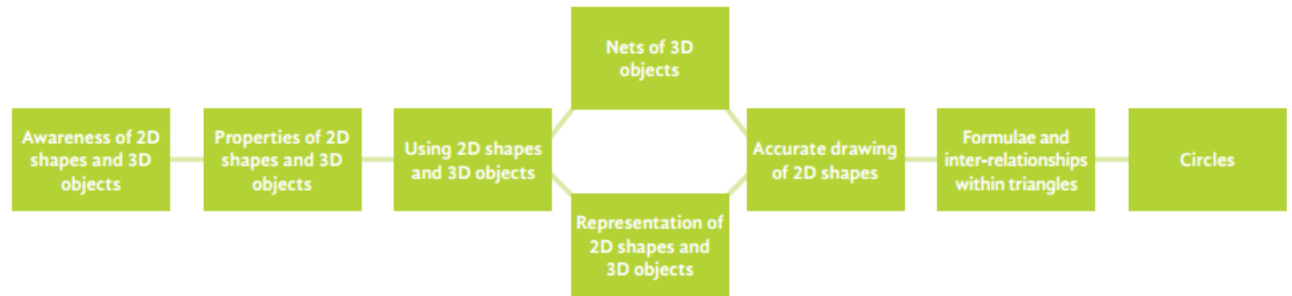 Awareness of 2D
shapes and 3D
objects
Properties of 2D
shapes and 3D
objects
Using 2D shapes
and 3D objects
Nets of 3D
objects
Representation of
2D shapes and
3D objects
Accurate drawing
of 2D shapes
Formulae and
inter-relationships
within triangles
Circles